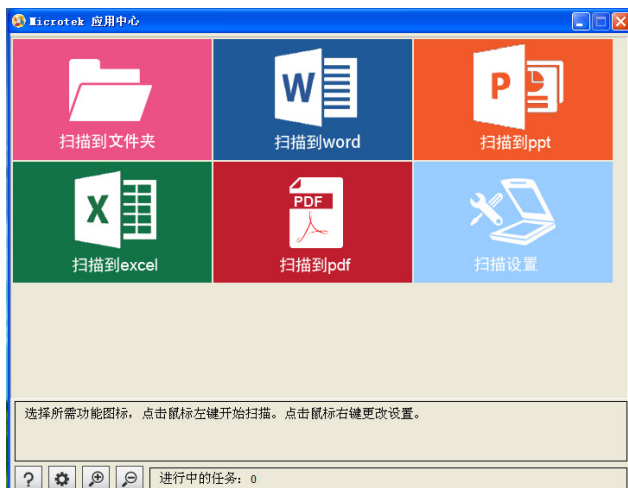 Microtek 应用中心
扫描到文件夹
W
扫描到word
P
扫描到ppt
X
扫描到excel
PDF
扫描到pdf
扫描设置
选择所需功能图标，点击鼠标左键开始扫描。点击鼠标右键更改设置。
? 进行中的任务: 0